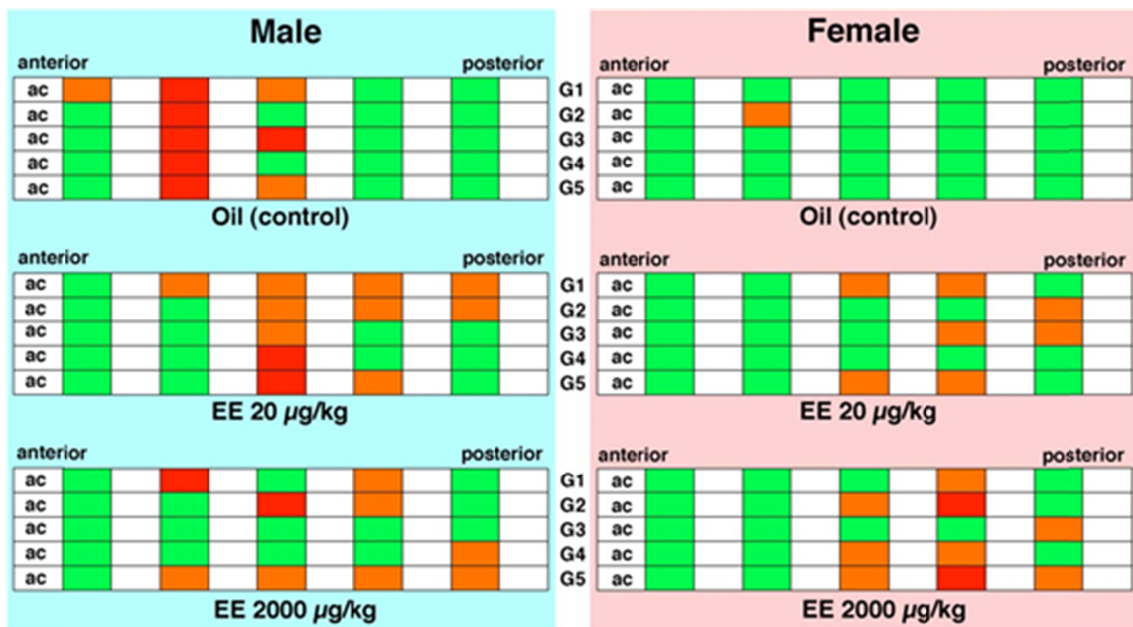 Male
Female
anterior posterior
anterior posterior
ac G1 ac
ac G2 ac
ac G3 ac
ac G4 ac
ac G5 ac
Oil (control)
Oil (control)
anterior posterior
anterior posterior
ac G1 ac
ac G2 ac
ac G3 ac
ac G4 ac
ac G5 ac
EE 20 µg/kg
EE 20 µg/kg
anterior posterior
anterior posterior
ac G1 ac
ac G2 ac
ac G3 ac
ac G4 ac
ac G5 ac
EE 2000 µg/kg
EE 2000 µg/kg